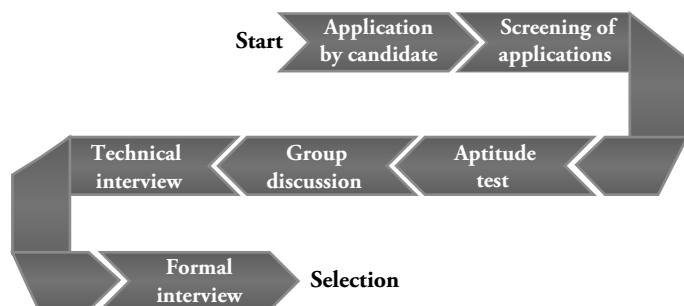 Start
Application
by candidate
Screening of
applications
Aptitude
test
Group
discussion
Technical
interview
Formal
interview
Selection